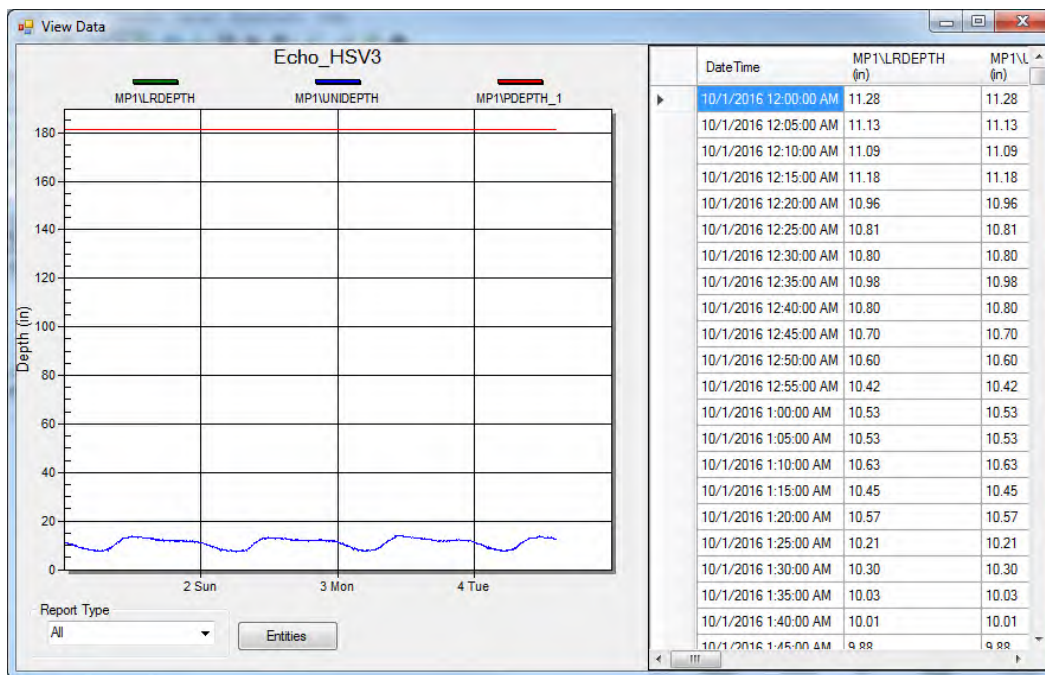 View Data
Echo_HSV3
MP1\LRDEPTH MP1\UNIDEPTH MP1\PDEPTH_1
Depth (in)
180
160
140
120
100
80
60
40
20
0
2 Sun 3 Mon 4 Tue
Report Type
All
Entities
DateTime MP1\LRDEPTH (in) MP1\L (in)
10/1/2016 12:00:00 AM 11.28 11.28
10/1/2016 12:05:00 AM 11.13 11.13
10/1/2016 12:10:00 AM 11.09 11.09
10/1/2016 12:15:00 AM 11.18 11.18
10/1/2016 12:20:00 AM 10.96 10.96
10/1/2016 12:25:00 AM 10.81 10.81
10/1/2016 12:30:00 AM 10.80 10.80
10/1/2016 12:35:00 AM 10.98 10.98
10/1/2016 12:40:00 AM 10.80 10.80
10/1/2016 12:45:00 AM 10.70 10.70
10/1/2016 12:50:00 AM 10.60 10.60
10/1/2016 12:55:00 AM 10.42 10.42
10/1/2016 1:00:00 AM 10.53 10.53
10/1/2016 1:05:00 AM 10.53 10.53
10/1/2016 1:10:00 AM 10.63 10.63
10/1/2016 1:15:00 AM 10.45 10.45
10/1/2016 1:20:00 AM 10.57 10.57
10/1/2016 1:25:00 AM 10.21 10.21
10/1/2016 1:30:00 AM 10.30 10.30
10/1/2016 1:35:00 AM 10.03 10.03
10/1/2016 1:40:00 AM 10.01 10.01
10/1/2016 1:45:00 AM 9.88 9.88